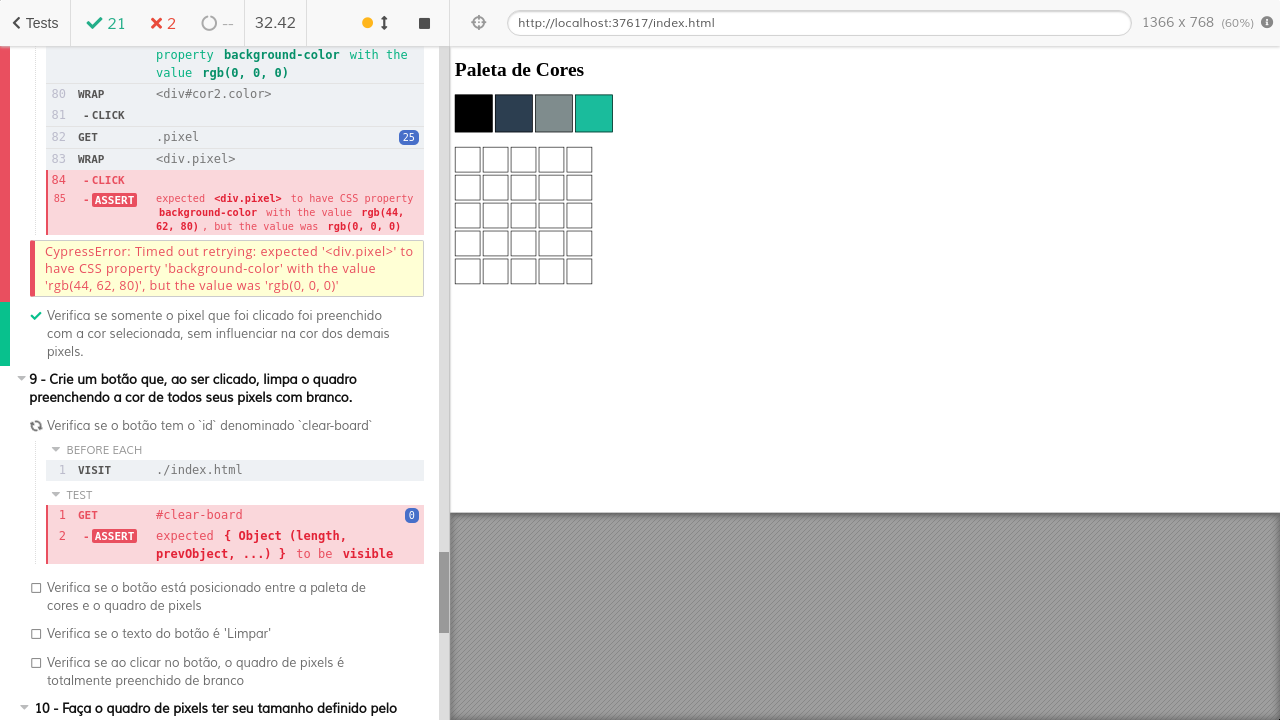 Tests 21 2 -- 32.42
http://localhost:37617/index.html 1366 x 768 (60%)
property background-color with the
value rgb(0, 0, 0)
80 WRAP <div#cor2.color>
81 - CLICK
82 GET .pixel 25
83 WRAP <div.pixel>
84 - CLICK
85 - ASSERT expected <div.pixel> to have CSS property
background-color with the value rgb(44,
62, 80) , but the value was rgb(0, 0, 0)
CypressError: Timed out retrying: expected '<div.pixel>' to
have CSS property 'background-color' with the value
'rgb(44, 62, 80)', but the value was 'rgb(0, 0, 0)'
Verifica se somente o pixel que foi clicado foi preenchido
com a cor selecionada, sem influenciar na cor dos demais
pixels.
9 - Crie um botão que, ao ser clicado, limpa o quadro
preenchendo a cor de todos seus pixels com branco.
Verifica se o botão tem o `id` denominado `clear-board`
BEFORE EACH
1 VISIT ./index.html
TEST
1 GET #clear-board 0
2 - ASSERT expected { Object (length,
prevObject, ...) } to be visible
Verifica se o botão está posicionado entre a paleta de
cores e o quadro de pixels
Verifica se o texto do botão é 'Limpar'
Verifica se ao clicar no botão, o quadro de pixels é
totalmente preenchido de branco
10 - Faça o quadro de pixels ter seu tamanho definido pelo
Paleta de Cores